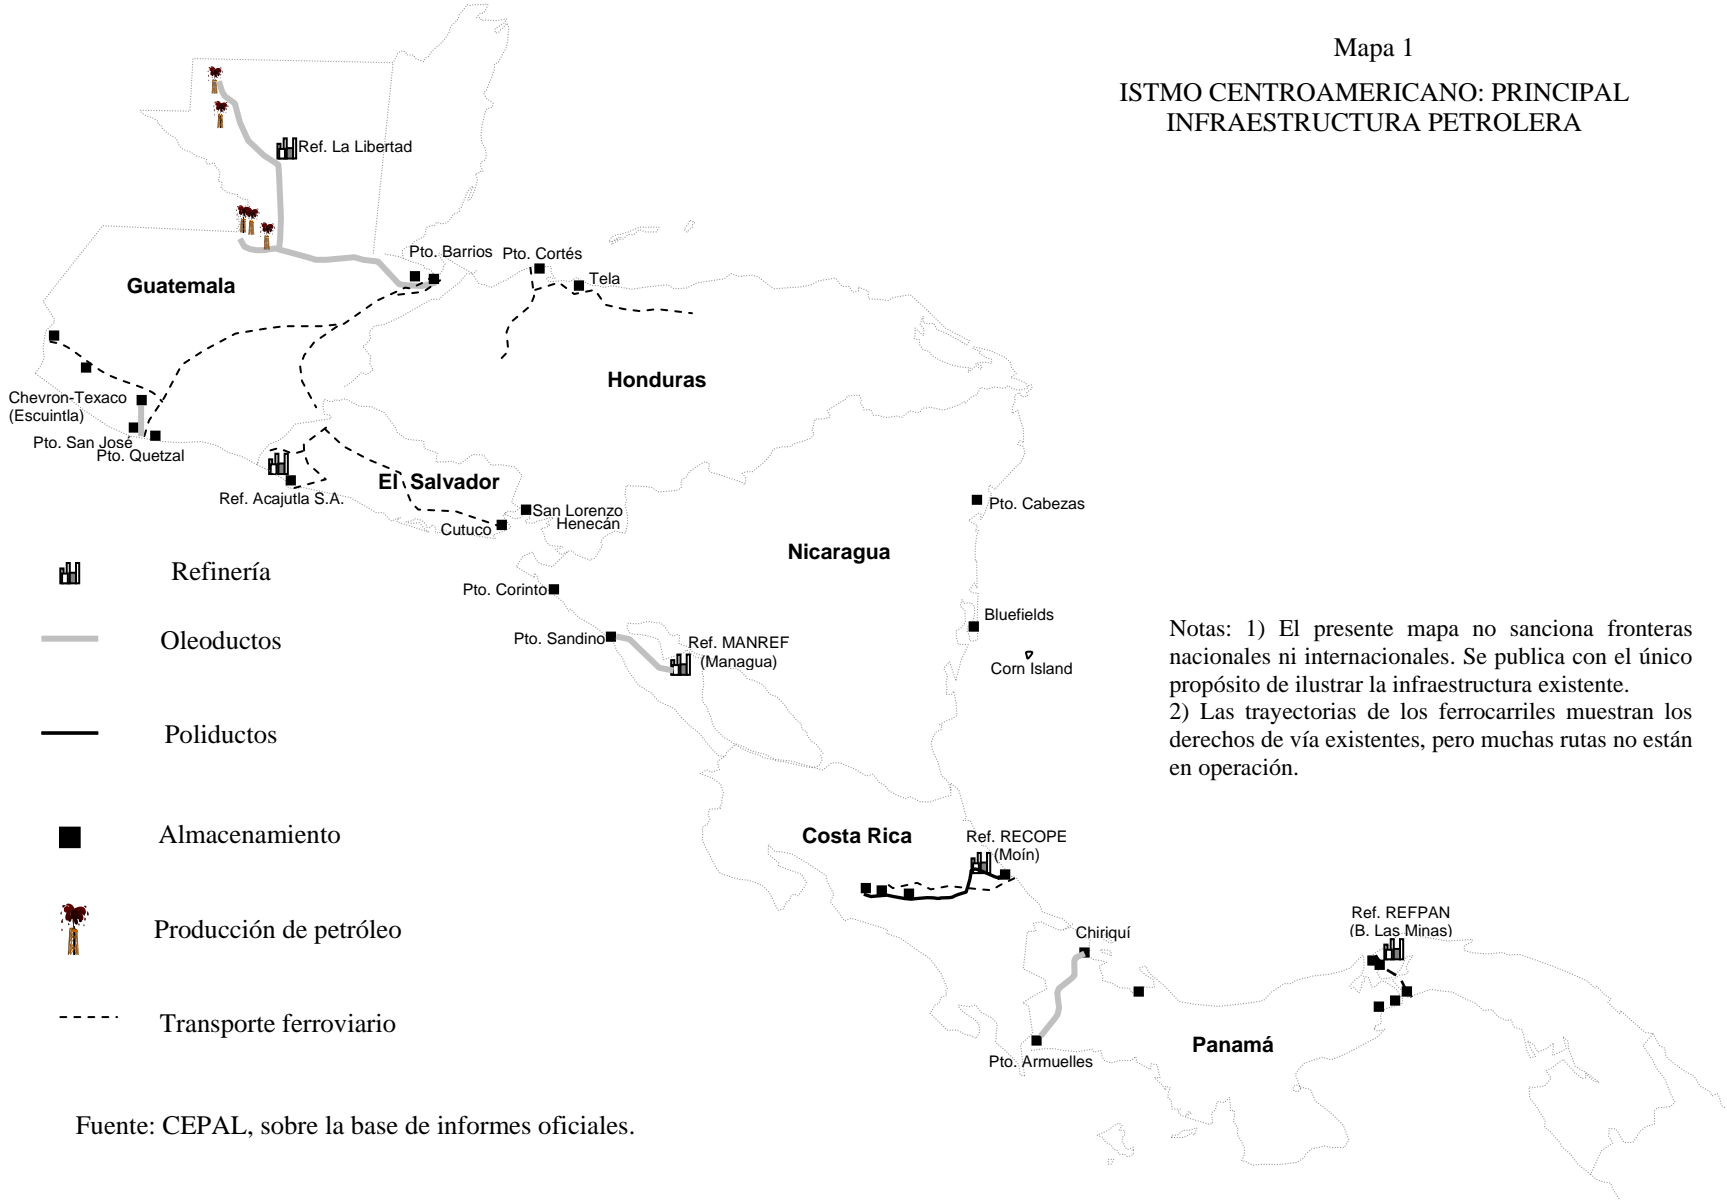 Mapa 1
ISTMO CENTROAMERICANO: PRINCIPAL
INFRAESTRUCTURA PETROLERA
Ref. La Libertad
Pto. Barrios
Pto. Cortés
Tela
Guatemala
Honduras
Chevron-Texaco
(Escuintla)
Pto. San José
Pto. Quetzal
Ref. Acajutla S.A.
El Salvador
San Lorenzo
Henecán
Cutuco
Pto. Cabezas
Nicaragua
Pto. Corinto
Bluefields
Pto. Sandino
Ref. MANREF
(Managua)
Corn Island
Refinería
Oleoductos
Poliductos
Almacenamiento
Producción de petróleo
Transporte ferroviario
Notas: 1) El presente mapa no sanciona fronteras
nacionales ni internacionales. Se publica con el único
propósito de ilustrar la infraestructura existente.
2) Las trayectorias de los ferrocarriles muestran los
derechos de vía existentes, pero muchas rutas no están
en operación.
Costa Rica
Ref. RECOPE
(Moín)
Chiriquí
Ref. REFPAN
(B. Las Minas)
Pto. Armuelles
Panamá
Fuente: CEPAL, sobre la base de informes oficiales.